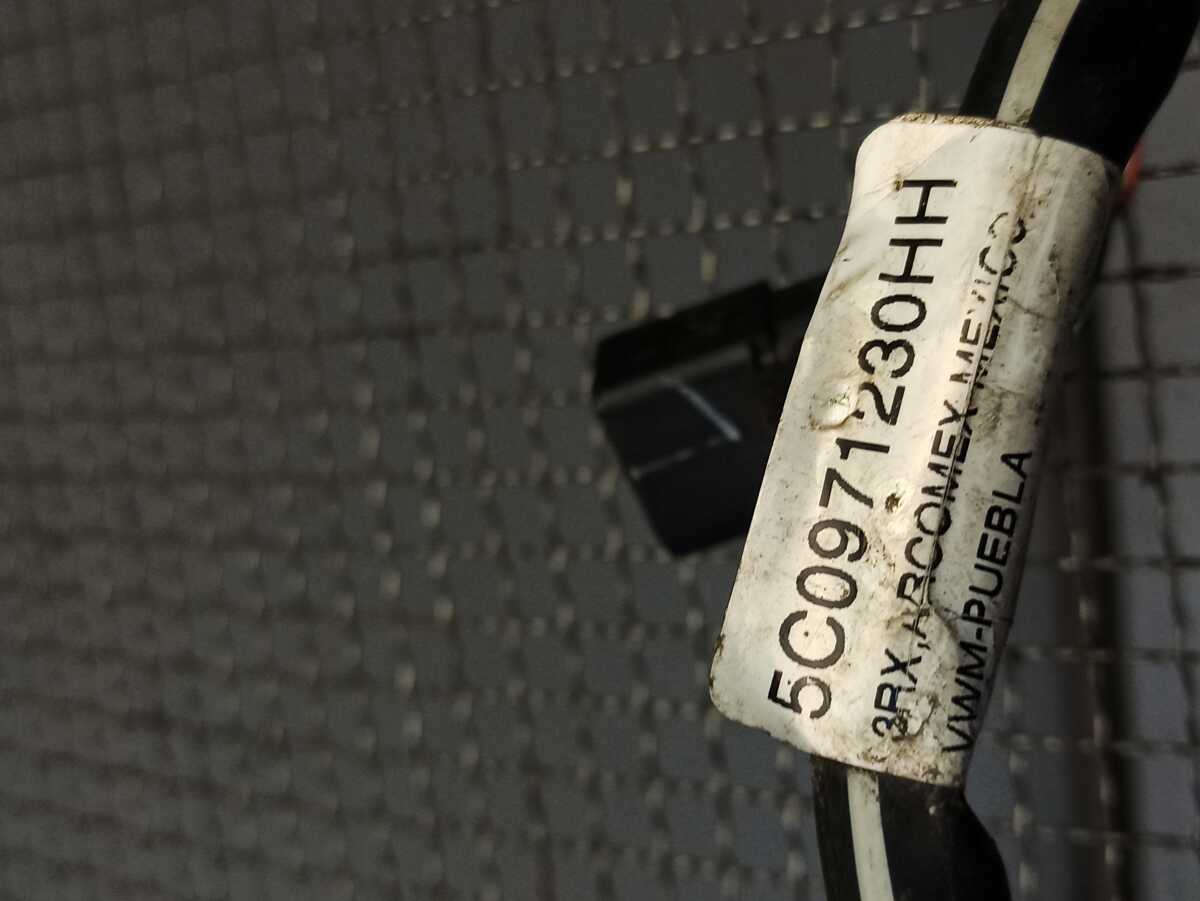 5C0971230HH
3RX,ARCOMEX MEXICO
VWM-PUEBLA